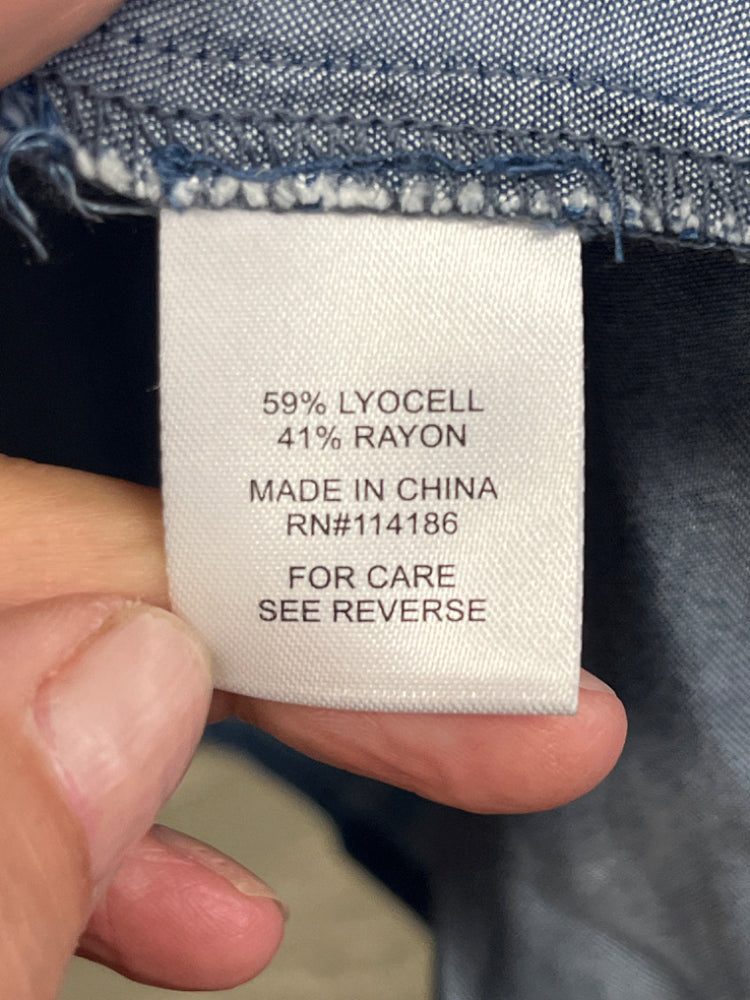 59% LYOCELL
41% RAYON
MADE IN CHINA
RN#114186
FOR CARE
SEE REVERSE